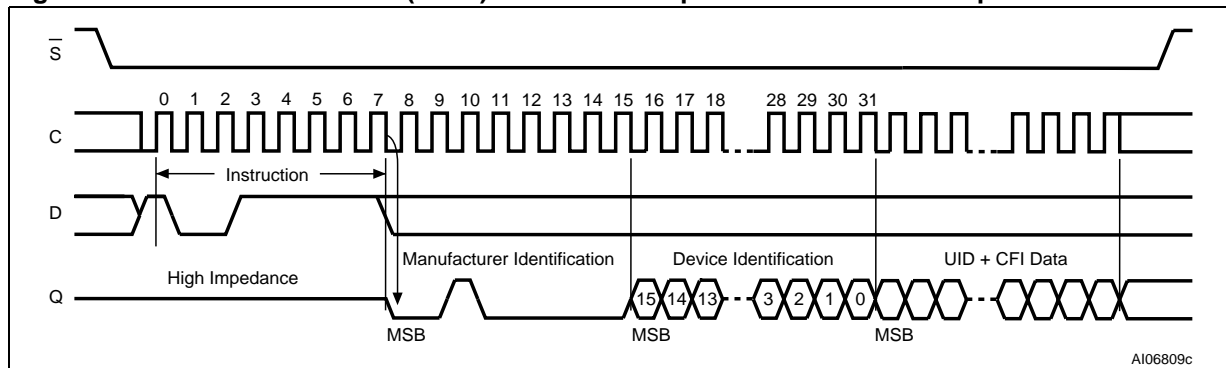 S
0 1 2 3 4 5 6 7 8 9 10 11 12 13 14 15 16 17 18 28 29 30 31
C
Instruction
D
Manufacturer Identification Device Identification UID + CFI Data
High Impedance
Q 15 14 13 3 2 1 0
MSB MSB MSB
AI06809c